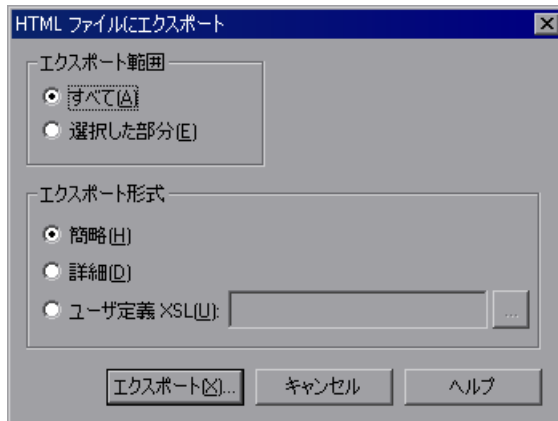 HTML ファイルにエクスポート
エクスポート範囲
すべて(A)
選択した部分(E)
エクスポート形式
簡略(H)
詳細(D)
ユーザ定義 XSL(U):
...
エクスポート(X)...
キャンセル
ヘルプ